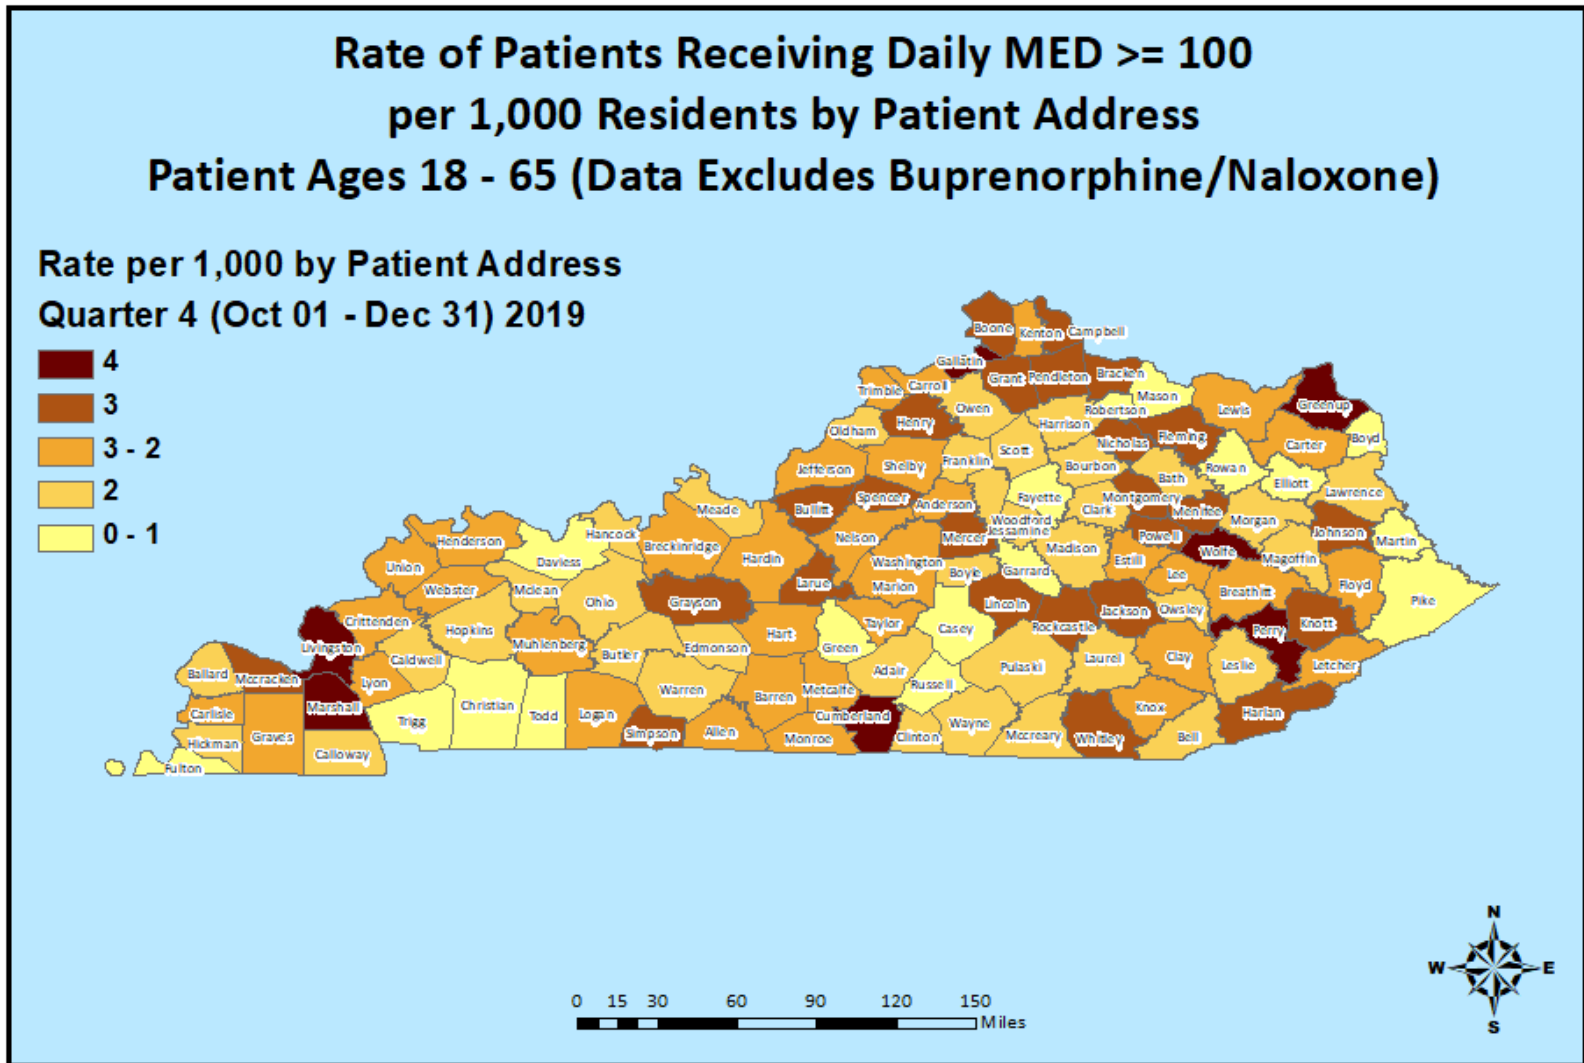 Rate of Patients Receiving Daily MED >= 100
per 1,000 Residents by Patient Address
Patient Ages 18 - 65 (Data Excludes Buprenorphine/Naloxone)
Rate per 1,000 by Patient Address
Quarter 4 (Oct 01 - Dec 31) 2019
4
3
3 - 2
2
0 - 1
Boone
Kenton
Campbell
Gallatin
Grant
Pendleton
Bracken
Mason
Trimble
Carroll
Owen
Robertson
Lewis
Greenup
Henry
Harrison
Oldham
Nicholas
Fleming
Carter
Boyd
Scott
Jefferson
Shelby
Franklin
Bourbon
Rowan
Bath
Elliott
Lawrence
Bullitt
Spencer
Anderson
Fayette
Montgomery
Menifee
Meade
Woodford
Clark
Morgan
Jessamine
Hancock
Nelson
Mercer
Powell
Johnson
Martin
Henderson
Breckinridge
Madison
Wolfe
Daviess
Hardin
Washington
Estill
Magoffin
Union
Boyle
Garrard
Lee
Larue
Marion
Floyd
Webster
Mclean
Ohio
Grayson
Lincoln
Jackson
Owsley
Breathitt
Pike
Crittenden
Hopkins
Hart
Taylor
Casey
Rockcastle
Perry
Knott
Livingston
Muhlenberg
Butler
Edmonson
Green
Caldwell
Pulaski
Laurel
Clay
Leslie
Letcher
Ballard
Mccracken
Lyon
Warren
Adair
Russell
Barren
Metcalfe
Carlisle
Marshall
Trigg
Christian
Todd
Logan
Cumberland
Knox
Harlan
Hickman
Graves
Simpson
Allen
Monroe
Clinton
Wayne
Mccreary
Whitley
Bell
Calloway
Fulton
N
W E
S
0 15 30 60 90 120 150
Miles